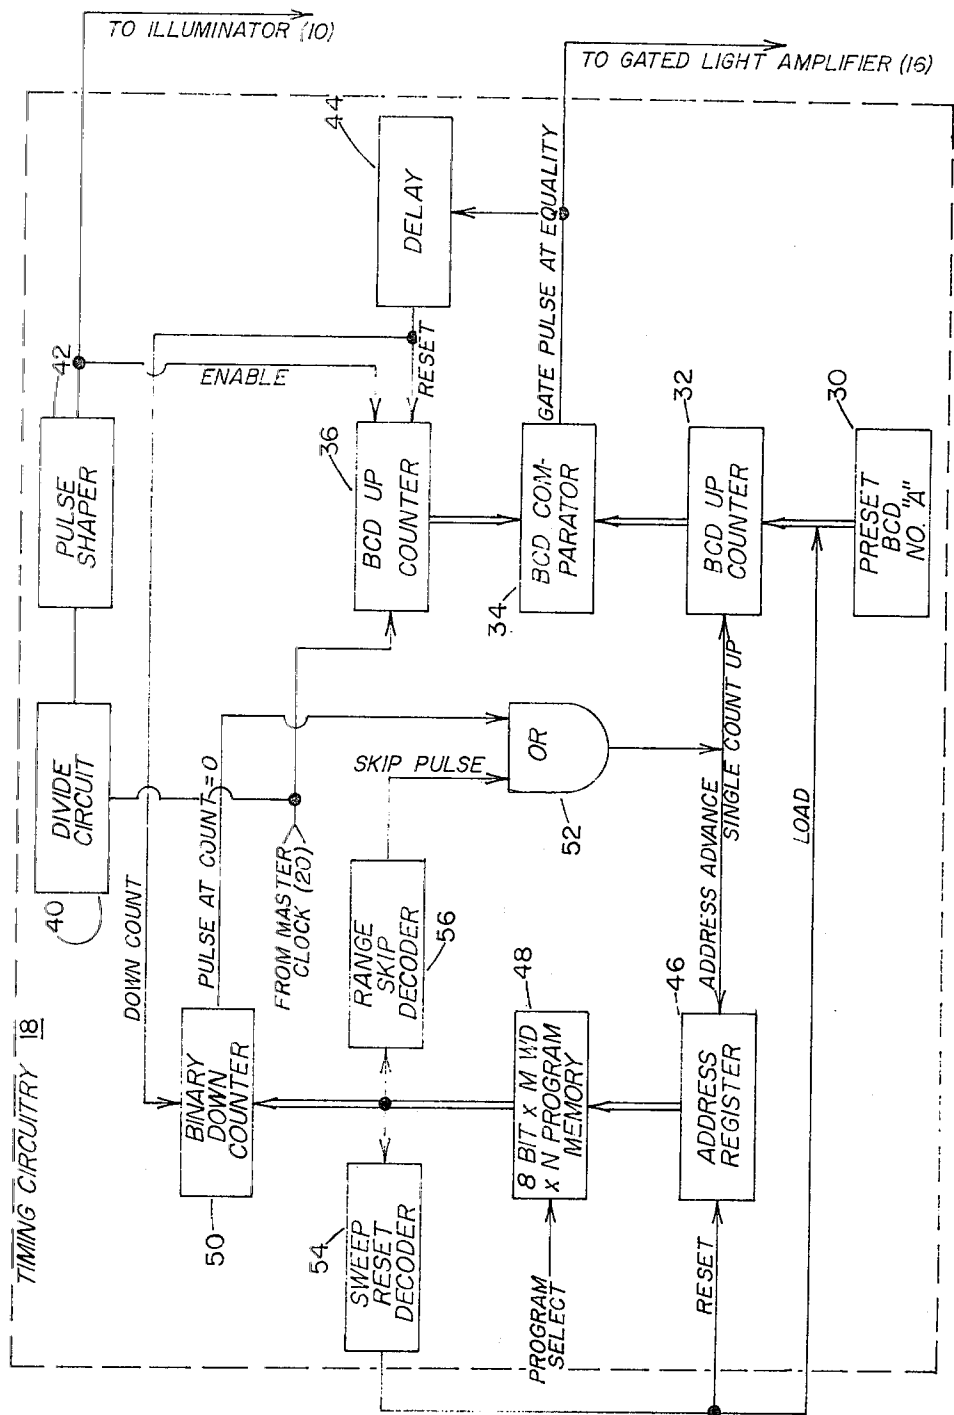 TIMING CIRCUITRY 18
TO ILLUMINATOR (10)
TO GATED LIGHT AMPLIFIER (16)
40
DIVIDE
CIRCUIT
42
PULSE
SHAPER
44
DELAY
DOWN COUNT
PULSE AT COUNT = 0
FROM MASTER
CLOCK (20)
ENABLE
RESET
50
BINARY
DOWN
COUNTER
36
BCD UP
COUNTER
54
SWEEP
RESET
DECODER
56
RANGE
SKIP
DECODER
SKIP PULSE
OR
52
34
BCD COM-
PARATOR
GATE PULSE AT EQUALITY
PROGRAM
SELECT
48
8 BIT x M WD
x N PROGRAM
MEMORY
46
ADDRESS
REGISTER
RESET
ADDRESS ADVANCE
SINGLE COUNT UP
32
BCD UP
COUNTER
LOAD
30
PRESET
BCD
NO. "A"